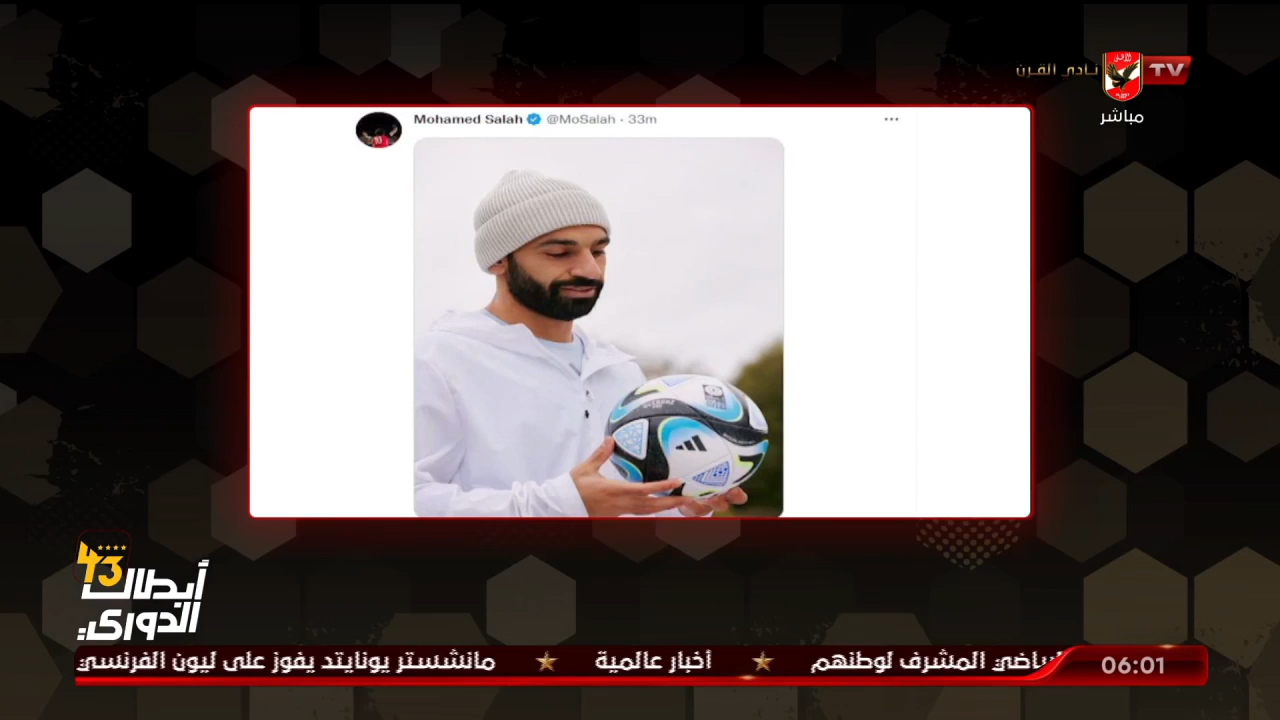 نادي القرن
TV
مباشر
Mohamed Salah @MoSalah · 33m
43
أبطال
الدوري
المشرف لوطنهم ★ أخبار عالمية ★ مانشستر يونايتد يفوز على ليون الفرنسي
06:01